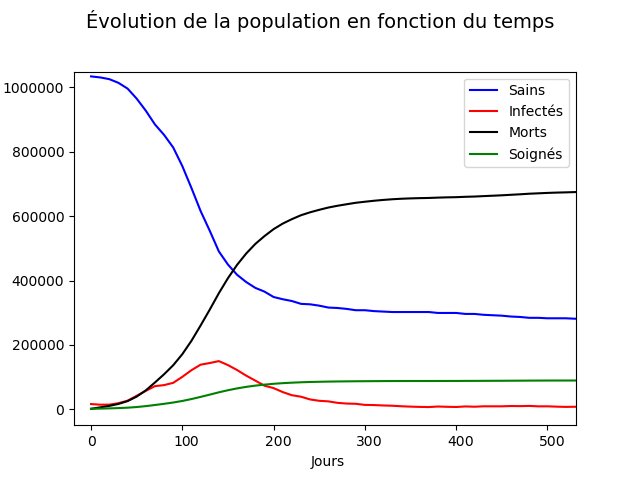 Évolution de la population en fonction du temps
1000000
800000
600000
400000
200000
0
Sains
Infectés
Morts
Soignés
0 100 200 300 400 500
Jours